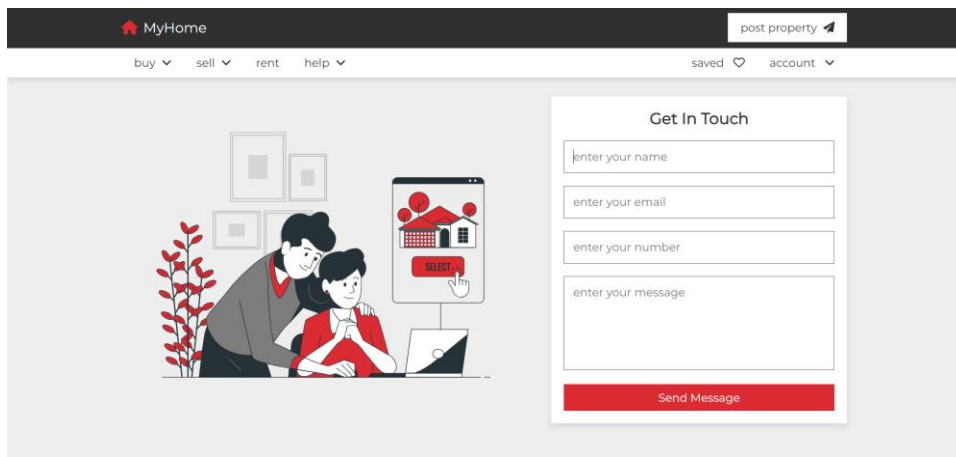 MyHome
post property
buy sell rent help
saved account
Get In Touch
enter your name
enter your email
enter your number
enter your message
SELECT
Send Message